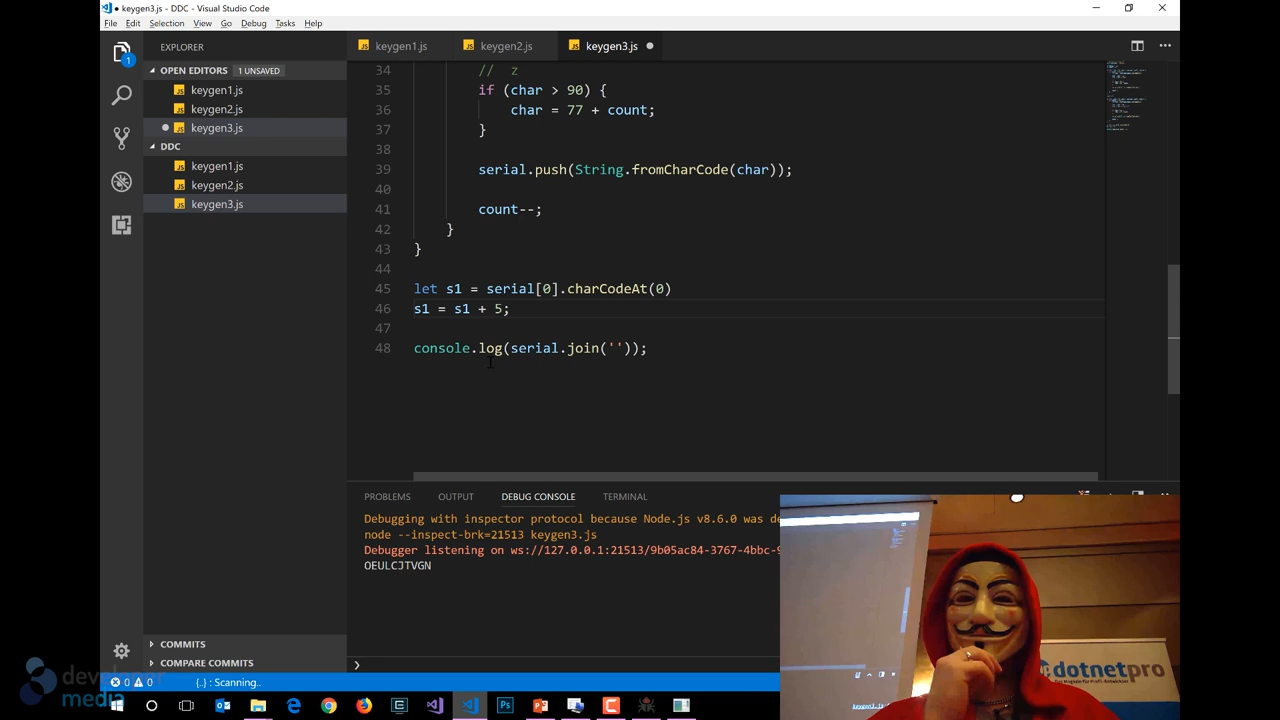 keygen3.js - DDC - Visual Studio Code
File Edit Selection View Go Debug Tasks Help
EXPLORER
OPEN EDITORS 1 UNSAVED
keygen1.js
keygen2.js
keygen3.js
DDC
keygen1.js
keygen2.js
keygen3.js
COMMITS
COMPARE COMMITS
keygen1.js keygen2.js keygen3.js
34 // z
35 if (char > 90) {
36 char = 77 + count;
37 }
38
39 serial.push(String.fromCharCode(char));
40
41 count--;
42 }
43 }
44
45 let s1 = serial[0].charCodeAt(0)
46 s1 = s1 + 5;
47
48 console.log(serial.join(''));
PROBLEMS OUTPUT DEBUG CONSOLE TERMINAL
Debugging with inspector protocol because Node.js v8.6.0 was de
node --inspect-brk=21513 keygen3.js
Debugger listening on ws://127.0.0.1:21513/9b05ac84-3767-4bbc-9
OEULCJTVGN
0 0 {..} : Scanning..
developer
media
dotnetpro